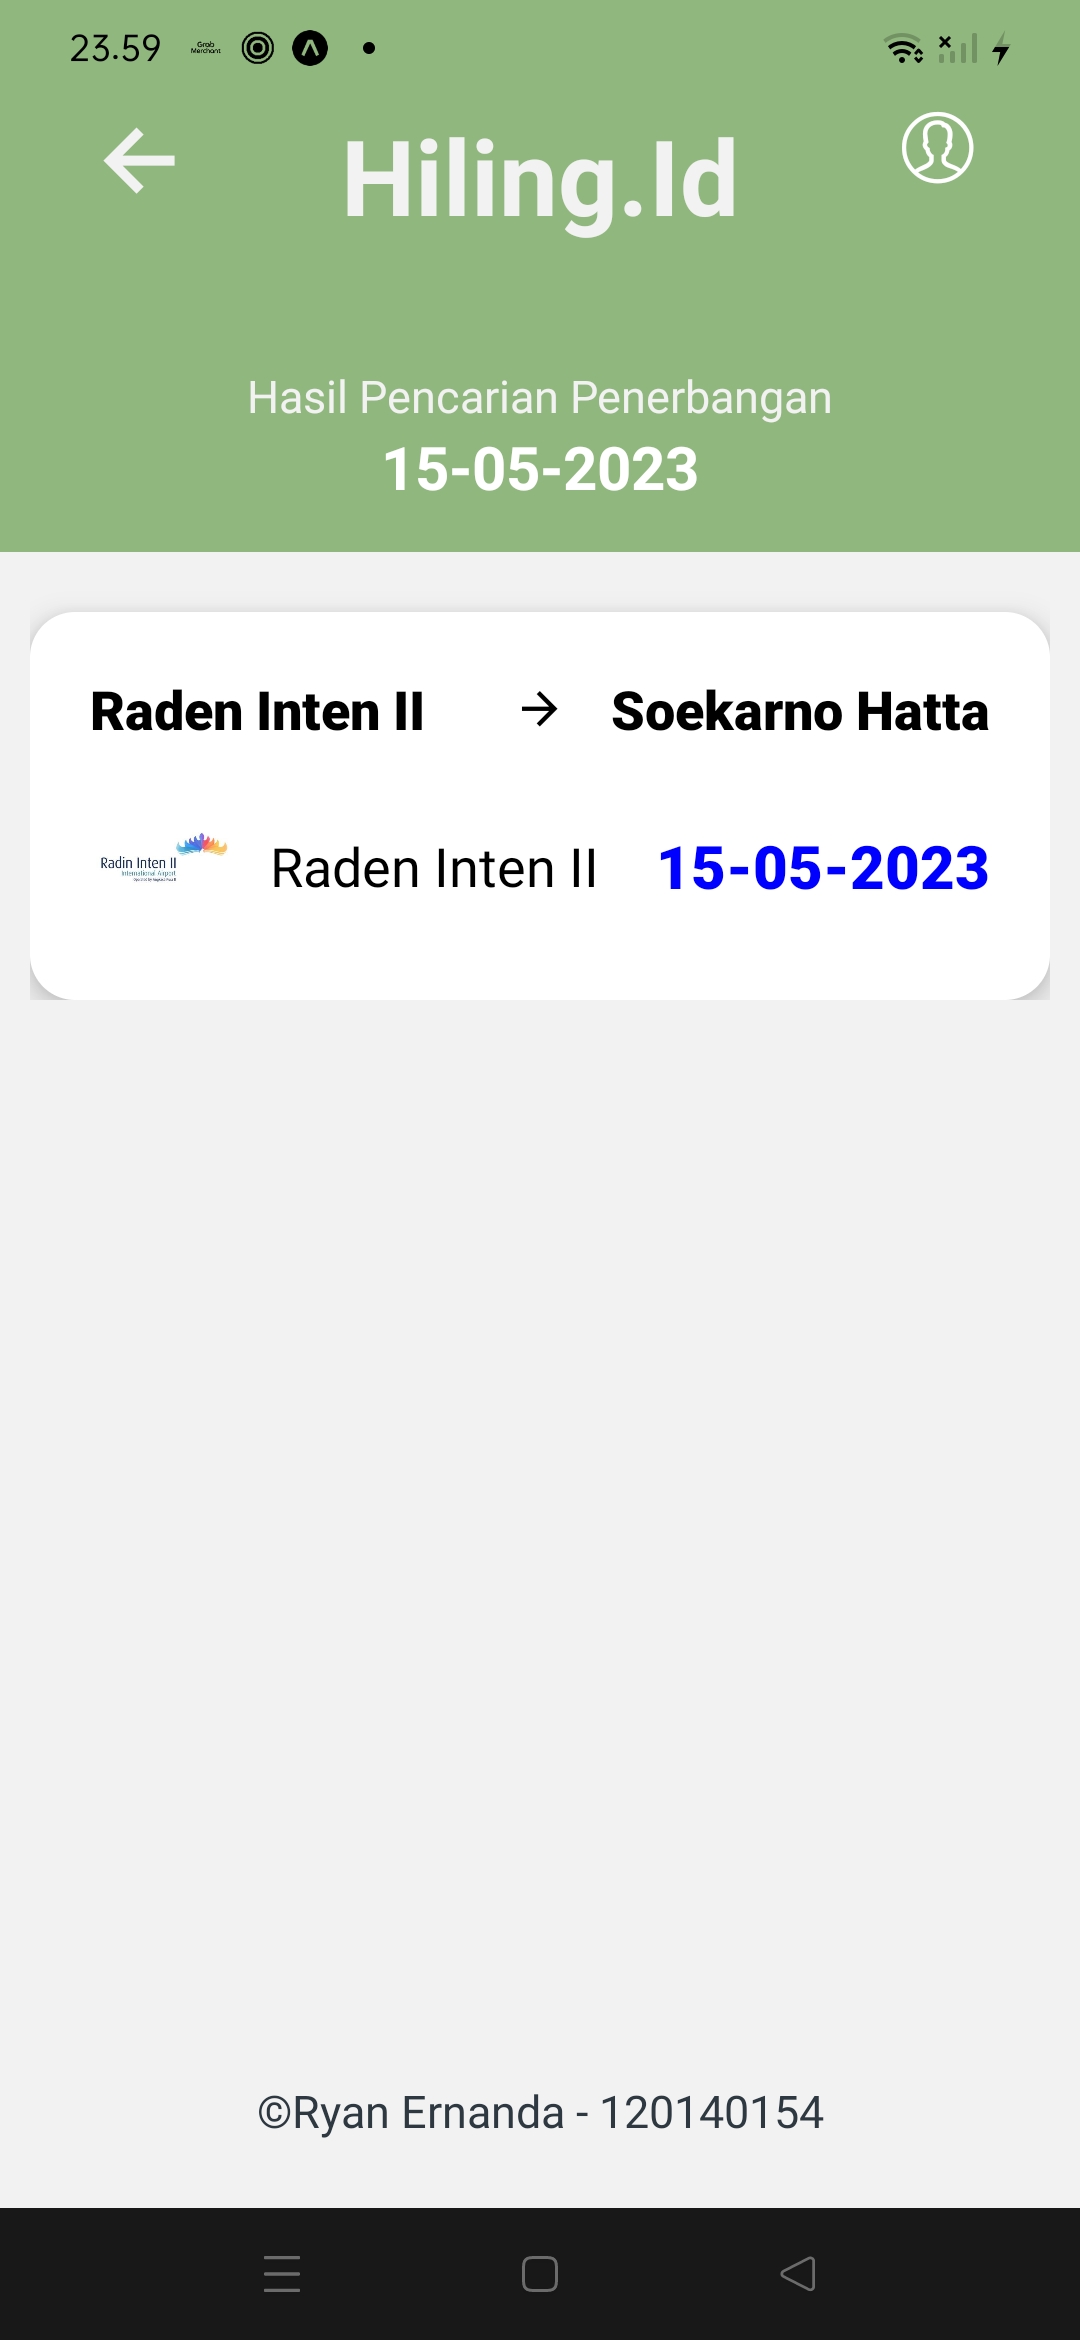 23.59 Grab Merchant
Hiling.Id
Hasil Pencarian Penerbangan
15-05-2023
Raden Inten II → Soekarno Hatta
Radin Inten II
International Airport
Raden Inten II 15-05-2023
©Ryan Ernanda - 120140154